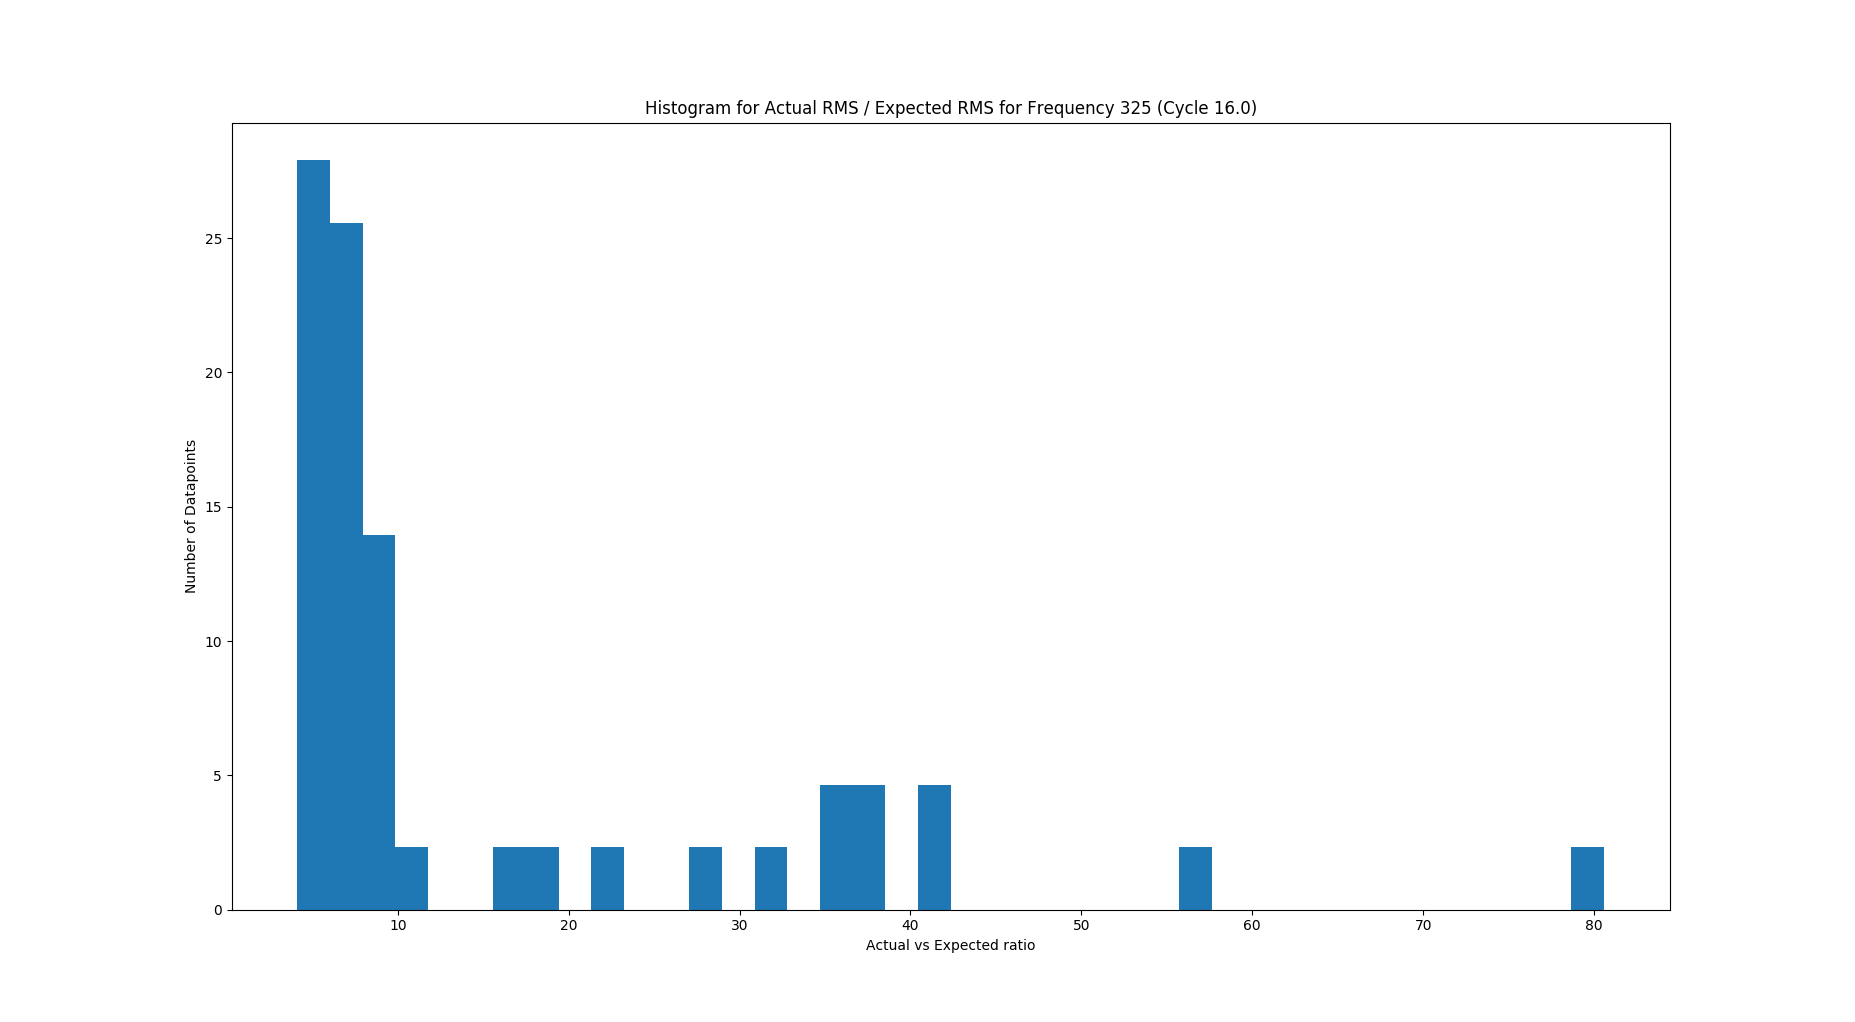 Histogram for Actual RMS / Expected RMS for Frequency 325 (Cycle 16.0)
Number of Datapoints
25
20
15
10
5
0
10 20 30 40 50 60 70 80
Actual vs Expected ratio